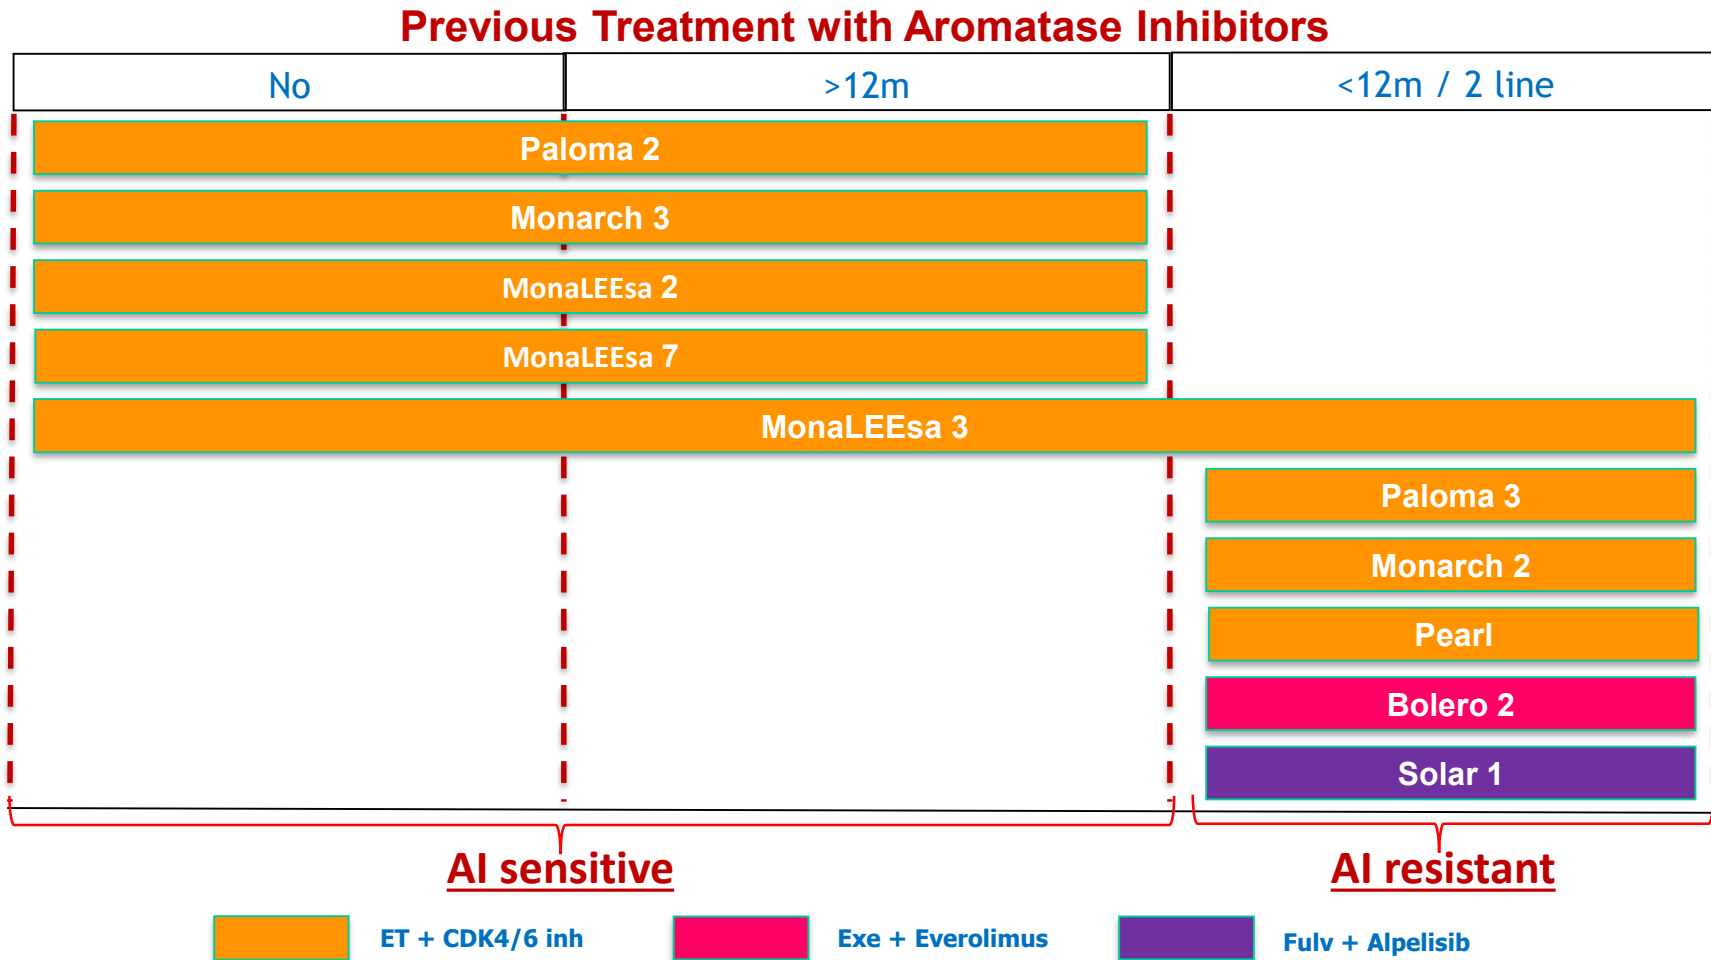 Previous Treatment with Aromatase Inhibitors
No >12m <12m / 2 line
Paloma 2
Monarch 3
MonaLEEsa 2
MonaLEEsa 7
MonaLEEsa 3
Paloma 3
Monarch 2
Pearl
Bolero 2
Solar 1
AI sensitive AI resistant
ET + CDK4/6 inh Exe + Everolimus Fulv + Alpelisib